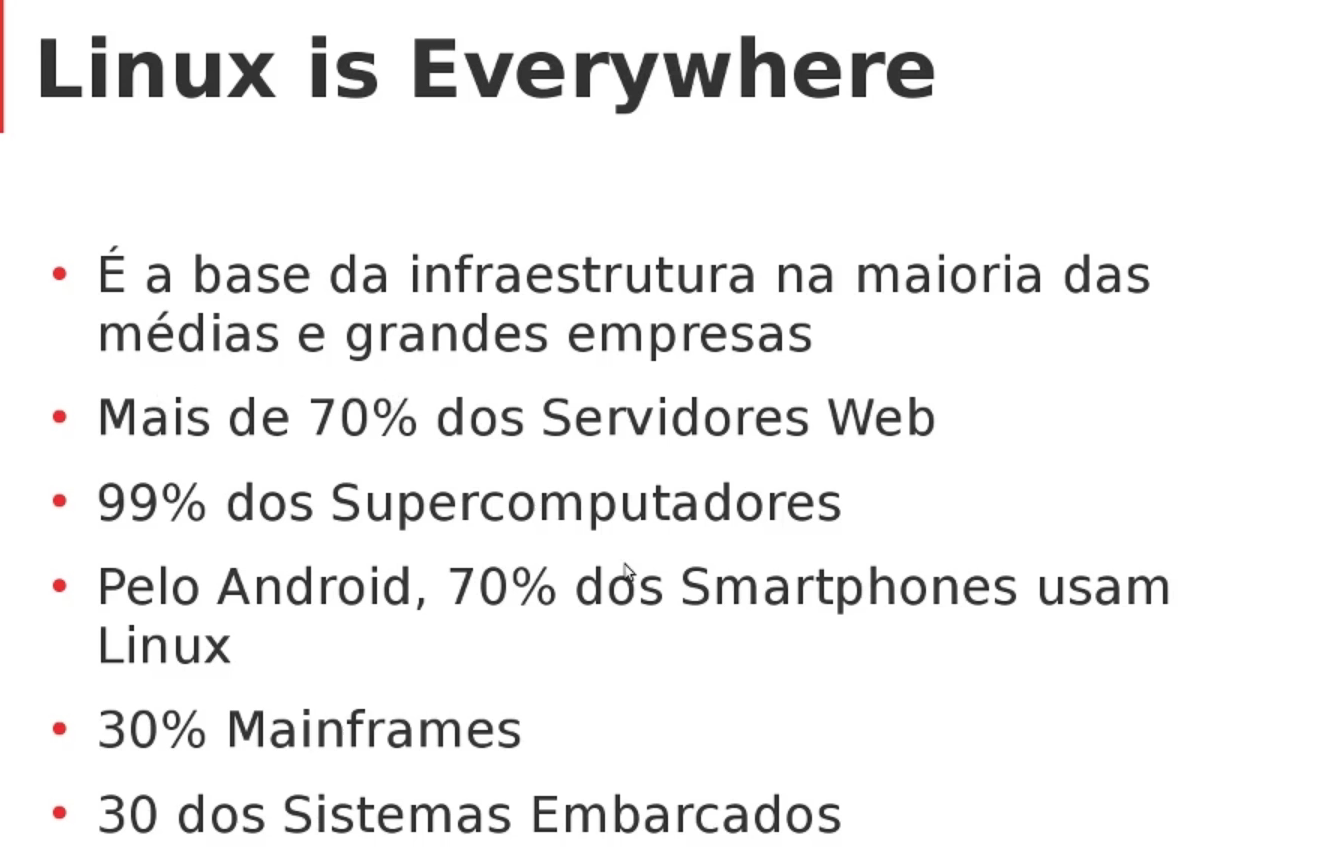 Linux is Everywhere
• É a base da infraestrutura na maioria das
médias e grandes empresas
• Mais de 70% dos Servidores Web
• 99% dos Supercomputadores
• Pelo Android, 70% dos Smartphones usam
Linux
• 30% Mainframes
• 30 dos Sistemas Embarcados